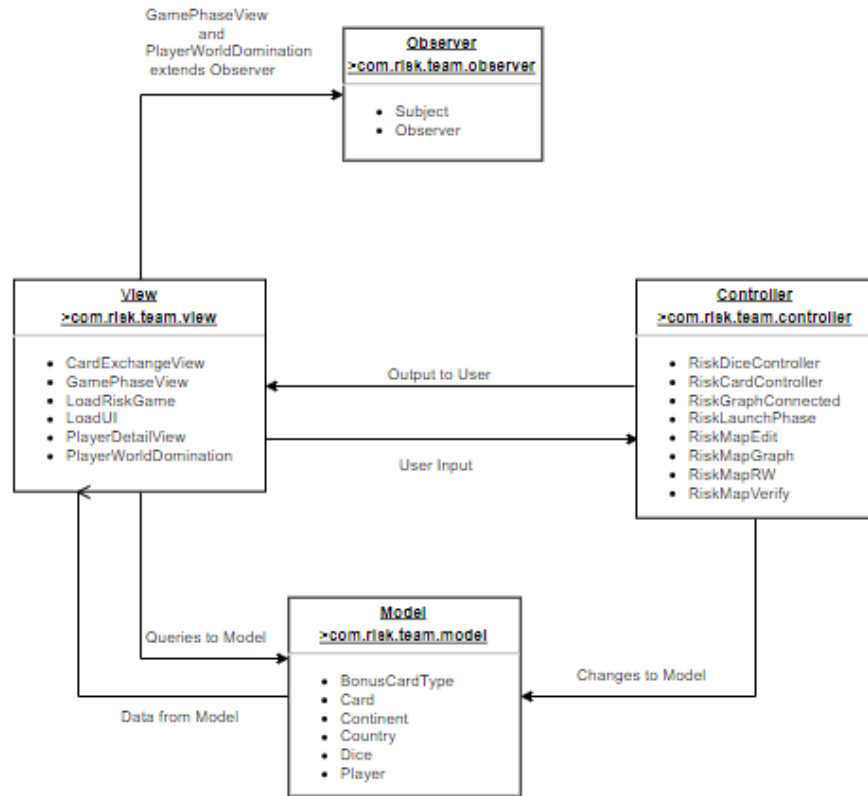 GamePhaseView
and
PlayerWorldDomination
extends Observer
Observer
>com.risk.team.observer
Subject
Observer
View
>com.risk.team.view
CardExchangeView
GamePhaseView
LoadRiskGame
LoadUI
PlayerDetailView
PlayerWorldDomination
Output to User
User Input
Controller
>com.risk.team.controller
RiskDiceController
RiskCardController
RiskGraphConnected
RiskLaunchPhase
RiskMapEdit
RiskMapGraph
RiskMapRW
RiskMapVerify
Queries to Model
Data from Model
Model
>com.risk.team.model
BonusCardType
Card
Continent
Country
Dice
Player
Changes to Model